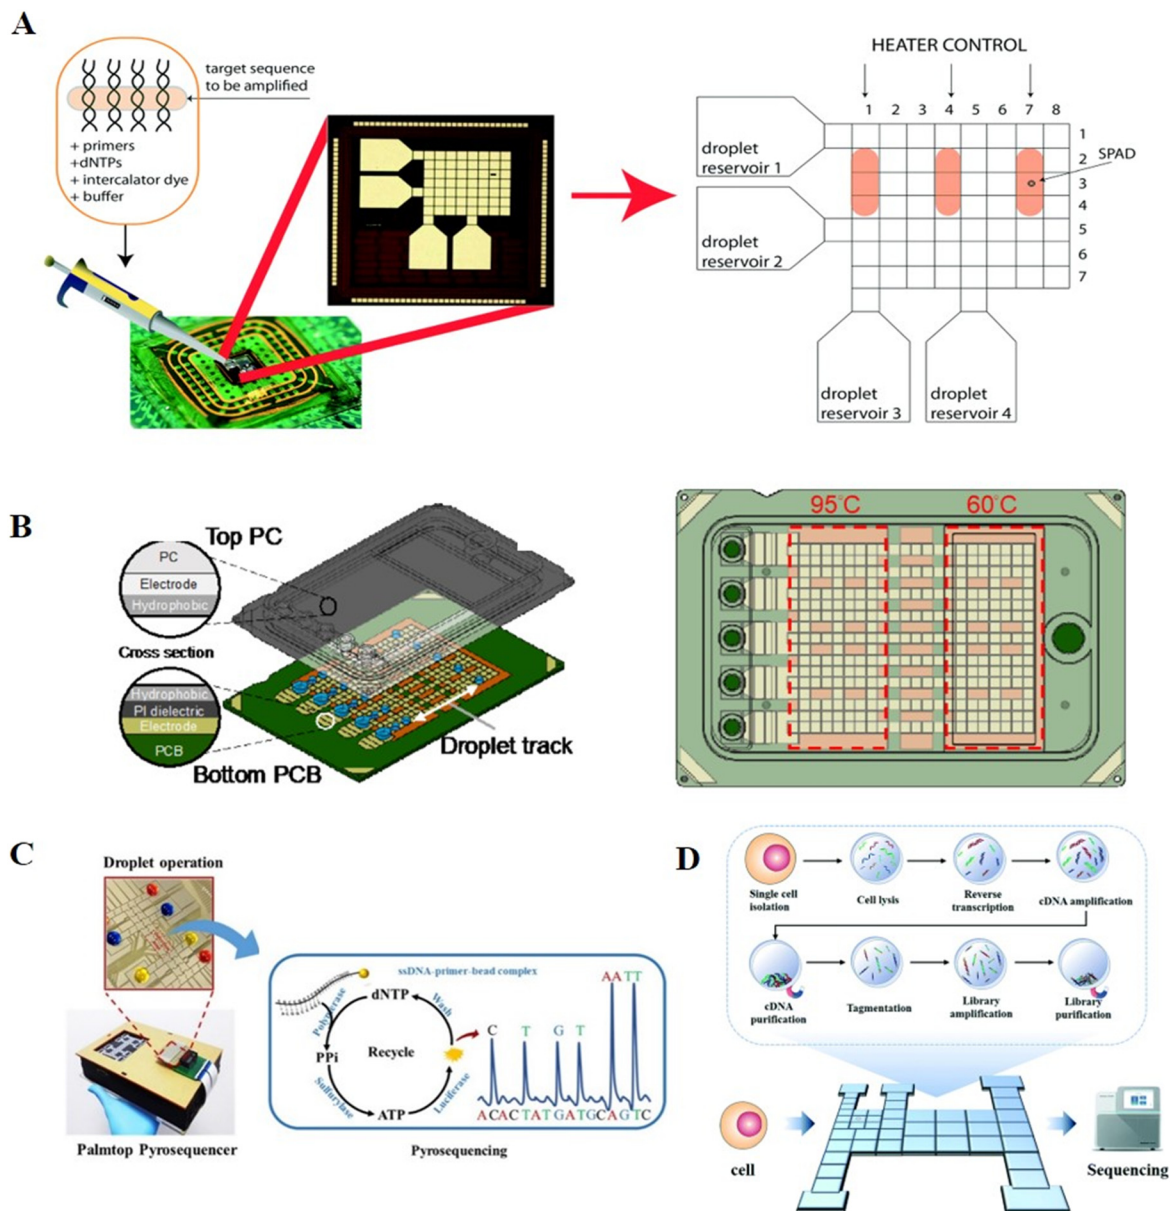 A
target sequence
to be amplified
+ primers
+dNTPs
+ intercalator dye
+ buffer
HEATER CONTROL
1 2 3 4 5 6 7 8
droplet
reservoir 1
droplet
reservoir 2
droplet
reservoir 3
droplet
reservoir 4
1
2
3
4
5
6
7
SPAD
B
Top PC
PC
Electrode
Hydrophobic
Cross section
Hydrophobic
PI dielectric
Electrode
PCB
Droplet track
Bottom PCB
95°C
60°C
C
Droplet operation
Palmtop Pyrosequencer
ssDNA-primer-bead complex
Polymerase
dNTP
Wash
PPi
Recycle
Sulfurylase
ATP
Luciferase
C T G T AATT
ACACTATGATGCAGTC
Pyrosequencing
D
Single cell
isolation
Cell lysis
Reverse
transcription
cDNA amplification
cDNA
purification
Tagmentation
Library
amplification
Library
purification
cell
Sequencing